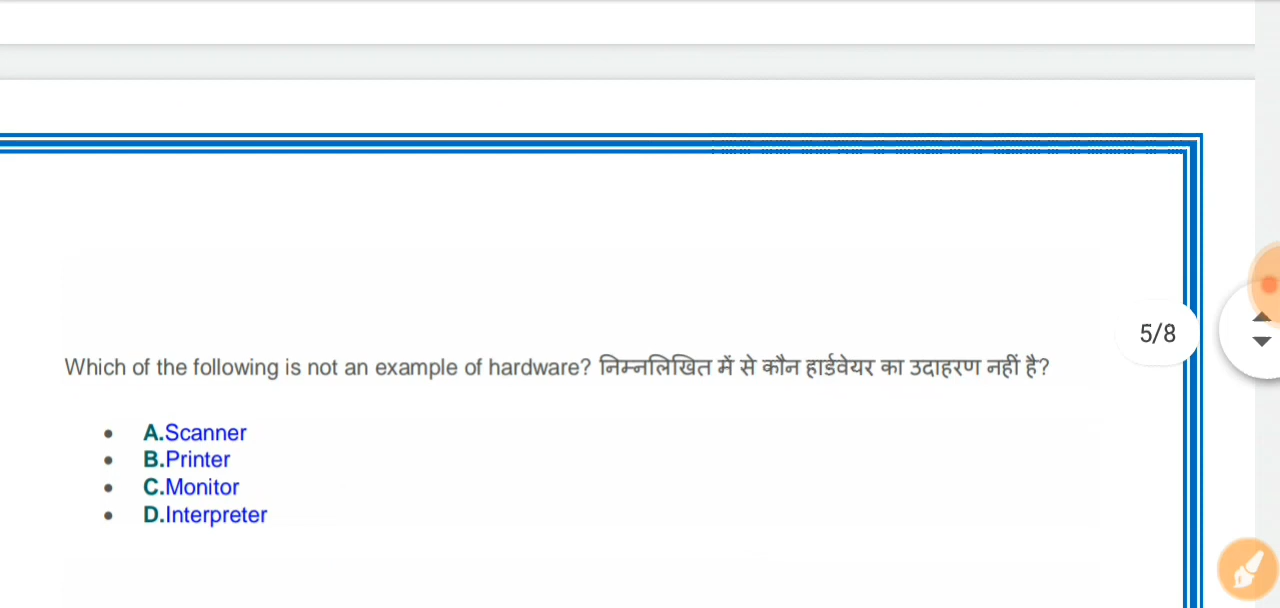 Which of the following is not an example of hardware? निम्नलिखित में से कौन हार्डवेयर का उदाहरण नहीं है?
5/8
• A.Scanner
• B.Printer
• C.Monitor
• D.Interpreter